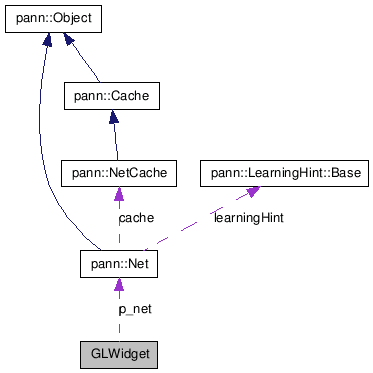 pann::Object
pann::Cache
pann::NetCache
pann::LearningHint::Base
cache
learningHint
pann::Net
p_net
GLWidget